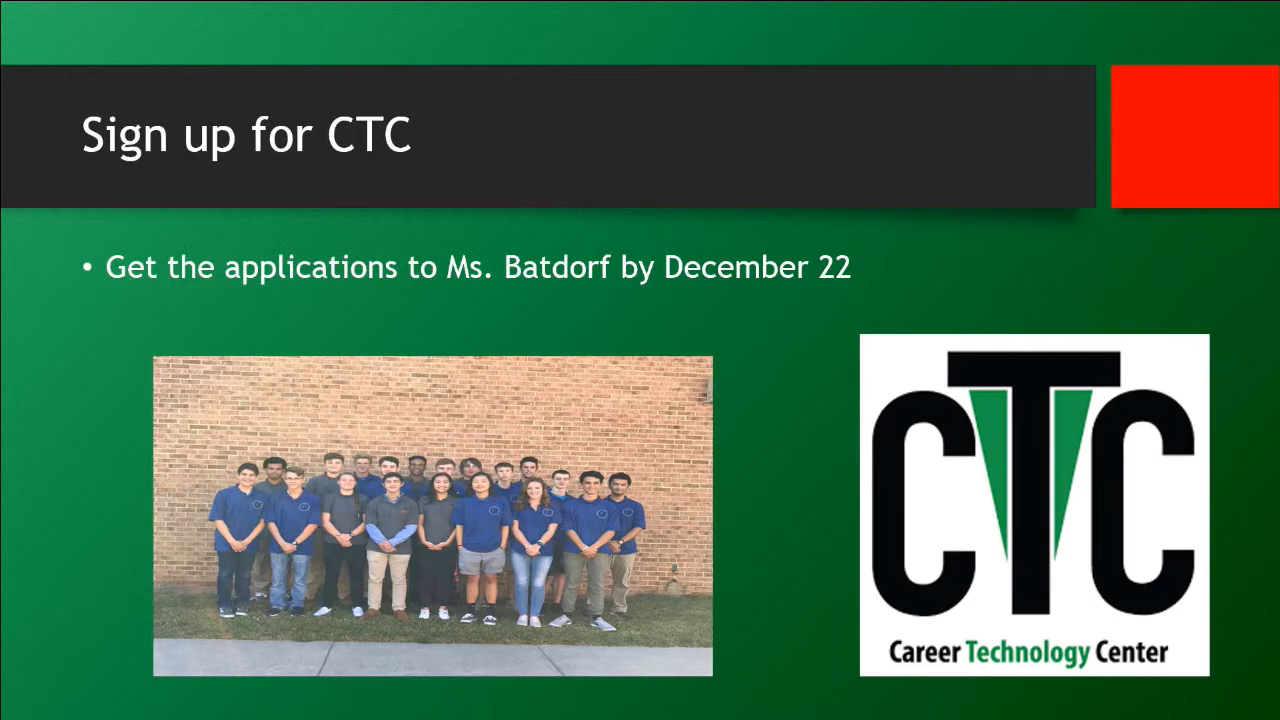 Sign up for CTC
• Get the applications to Ms. Batdorf by December 22
CTC
Career Technology Center